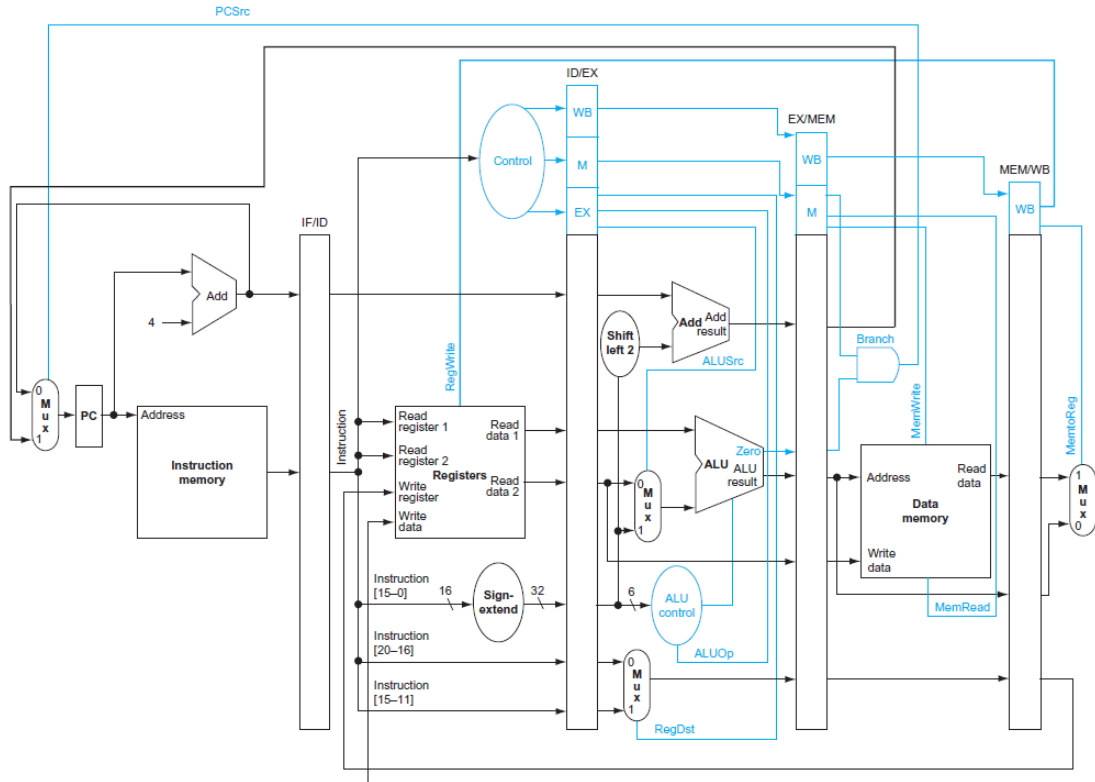 PCSrc
ID/EX
WB
EX/MEM
Control
M
WB
MEM/WB
EX
M
WB
IF/ID
Add
4
Add
Add
result
Shift
left 2
Branch
RegWrite
ALUSrc
MemWrite
MemtoReg
0
M
u
x
1
PC
Address
Instruction
memory
Instruction
Read
register 1
Read
register 2
Write
register
Write
data
Registers
Read
data 1
Read
data 2
0
M
u
x
1
Zero
ALU
ALU
result
Address
Read
data
Data
memory
Write
data
1
M
u
x
0
Instruction
[15–0]
16
Sign-
extend
32
6
ALU
control
MemRead
ALUOp
Instruction
[20–16]
Instruction
[15–11]
0
M
u
x
1
RegDst